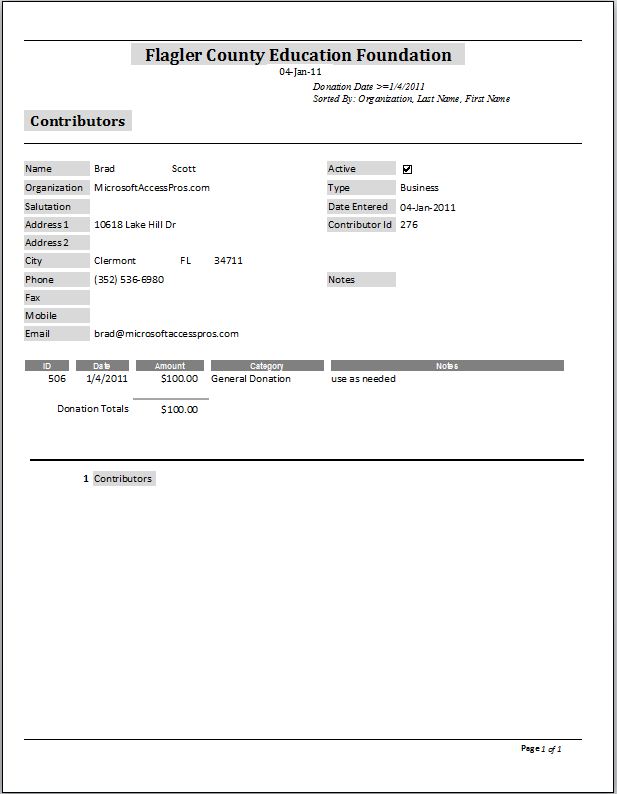 Flagler County Education Foundation
04-Jan-11
Donation Date >=1/4/2011
Sorted By: Organization, Last Name, First Name
Contributors
Name Brad Scott Active
Organization MicrosoftAccessPros.com Type Business
Salutation Date Entered 04-Jan-2011
Address1 10618 Lake Hill Dr Contributor Id 276
Address2
City Clermont FL 34711
Phone (352) 536-6980 Notes
Fax
Mobile
Email brad@microsoftaccesspros.com
ID Date Amount Category Notes
506 1/4/2011 $100.00 General Donation use as needed
Donation Totals $100.00
1 Contributors
Page 1 of 1